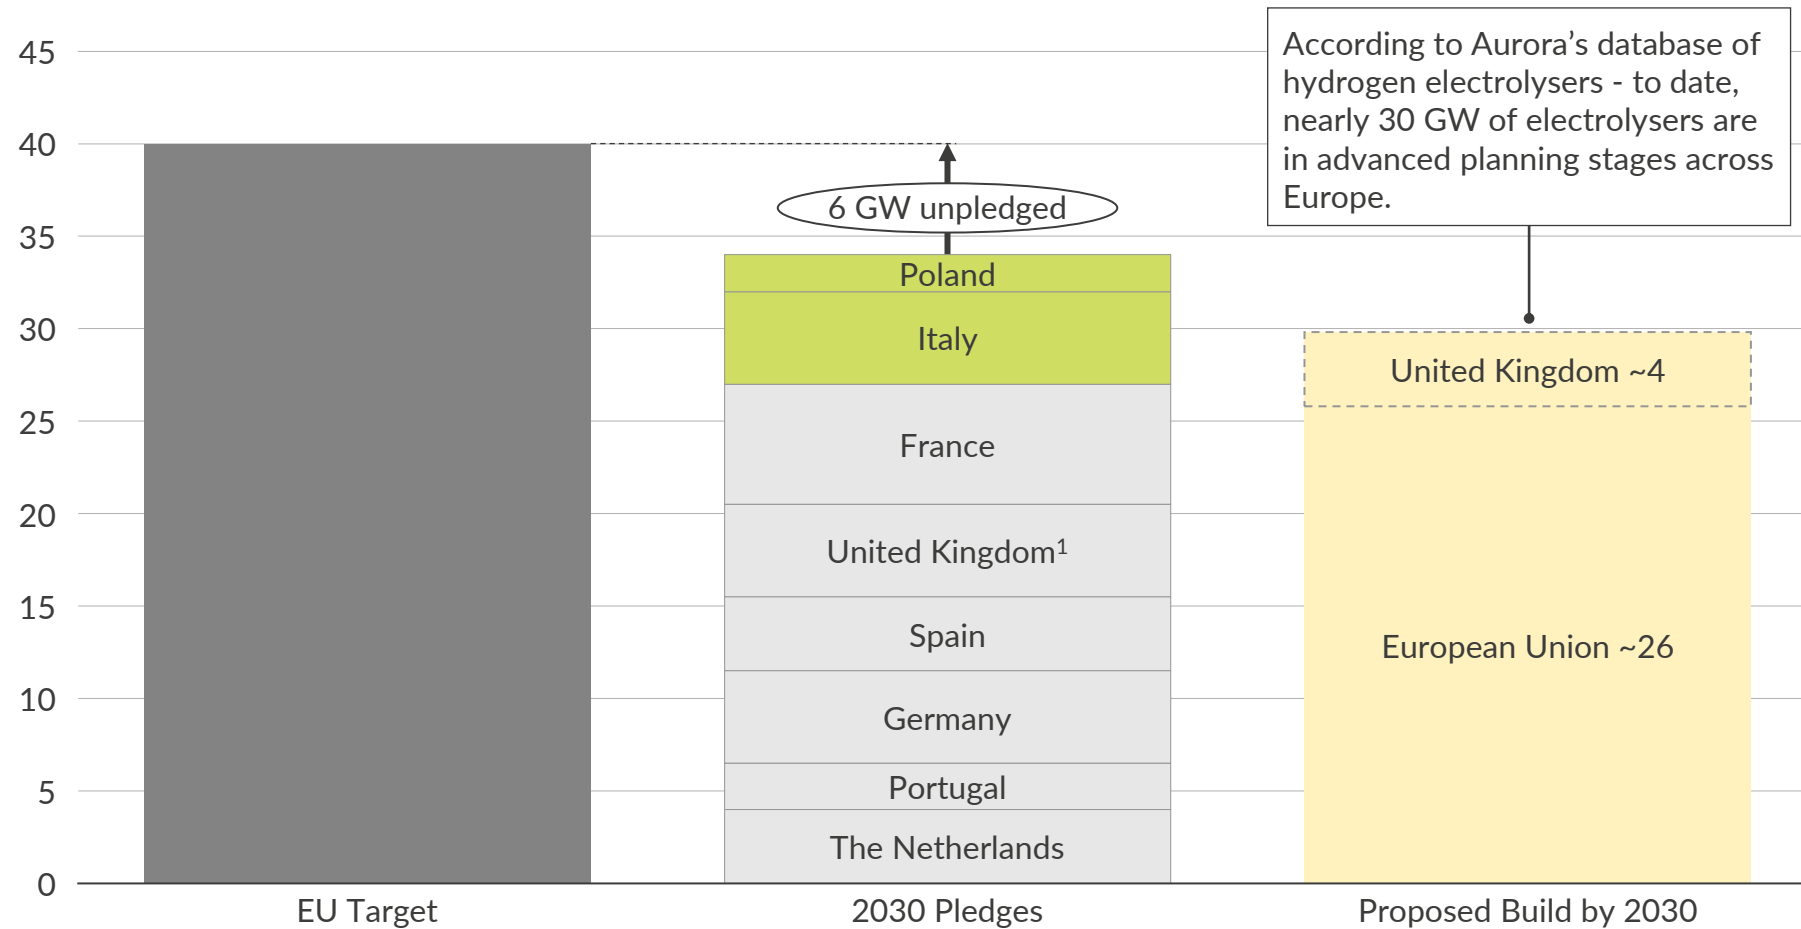 According to Aurora’s database of
hydrogen electrolysers - to date,
nearly 30 GW of electrolysers are
in advanced planning stages across
Europe.
45
40
35
30
25
20
15
10
5
0
6 GW unpledged
Poland
Italy
France
United Kingdom¹
Spain
Germany
Portugal
The Netherlands
United Kingdom ~4
European Union ~26
EU Target
2030 Pledges
Proposed Build by 2030